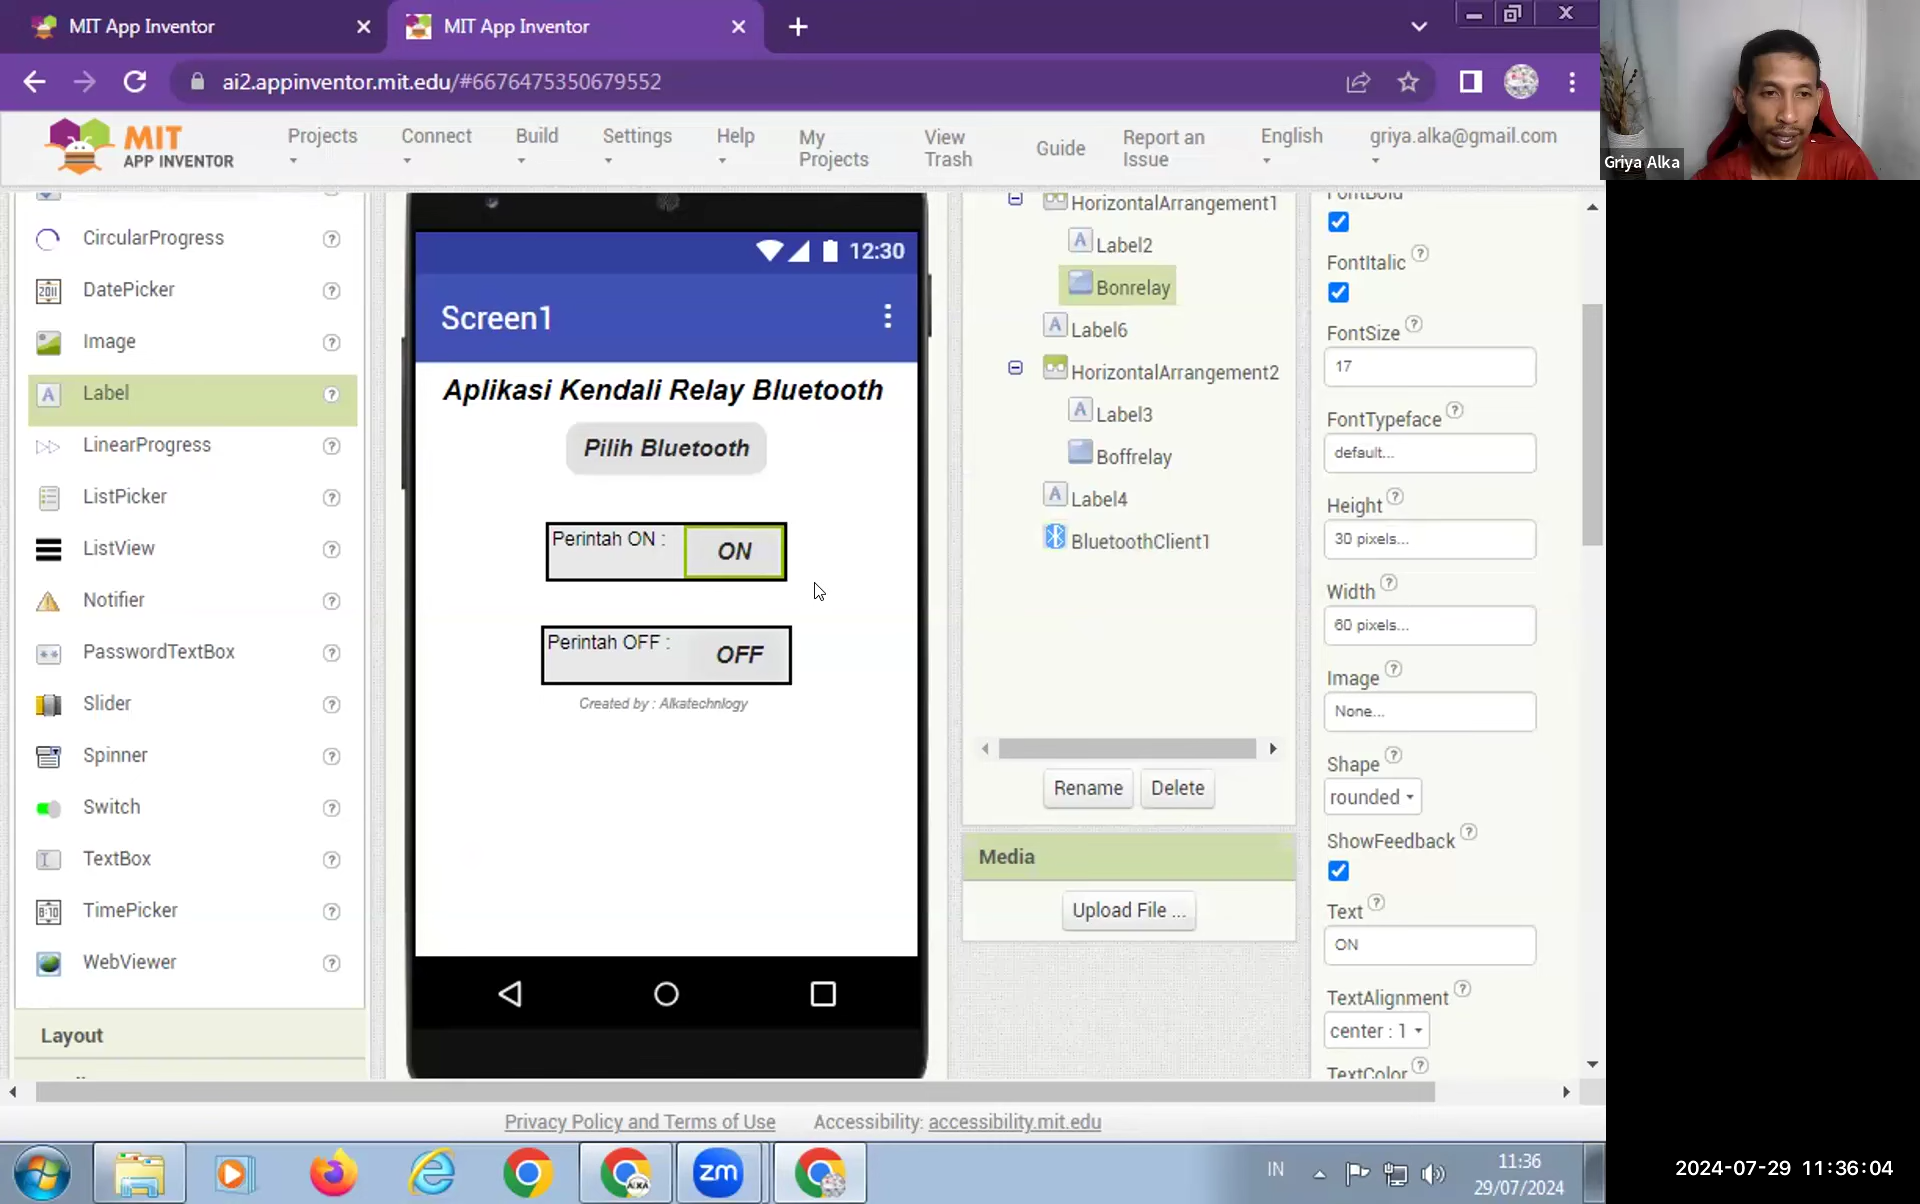 MIT App Inventor
MIT App Inventor
ai2.appinventor.mit.edu/#6676475350679552
MIT
APP INVENTOR
Projects
Connect
Build
Settings
Help
My
Projects
View
Trash
Guide
Report an
Issue
English
griya.alka@gmail.com
Griya Alka
CircularProgress
DatePicker
Image
Label
LinearProgress
ListPicker
ListView
Notifier
PasswordTextBox
Slider
Spinner
Switch
TextBox
TimePicker
WebViewer
Layout
12:30
Screen1
Aplikasi Kendali Relay Bluetooth
Pilih Bluetooth
Perintah ON :
ON
Perintah OFF :
OFF
Created by : Alkatechnlogy
HorizontalArrangement1
Label2
Bonrelay
Label6
HorizontalArrangement2
Label3
Boffrelay
Label4
BluetoothClient1
Rename
Delete
Media
Upload File ...
FontBold
FontItalic
FontSize
17
FontTypeface
default...
Height
30 pixels...
Width
60 pixels...
Image
None...
Shape
rounded
ShowFeedback
Text
ON
TextAlignment
center : 1
TextColor
Privacy Policy and Terms of Use
Accessibility: accessibility.mit.edu
zm
IN
11:36
29/07/2024
2024-07-29 11:36:04